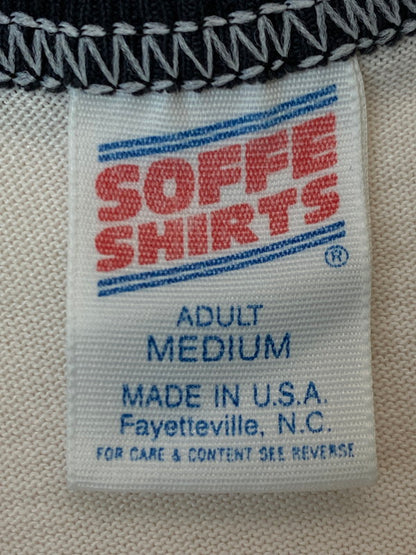 SOFFE
SHIRTS
®
ADULT
MEDIUM
MADE IN U.S.A.
Fayetteville, N.C.
FOR CARE & CONTENT SEE REVERSE